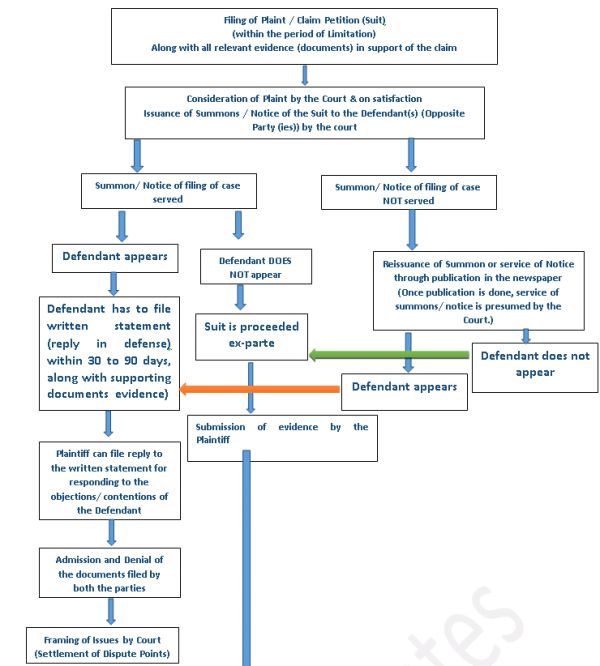 Filing of Plaint / Claim Petition (Suit)
(within the period of Limitation)
Along with all relevant evidence (documents) in support of the claim
Consideration of Plaint by the Court & on satisfaction
Issuance of Summons / Notice of the Suit to the Defendant(s) (Opposite
Party (ies)) by the court
Summon/ Notice of filing of case
served
Summon/ Notice of filing of case
NOT served
Defendant appears
Defendant DOES
NOT appear
Reissuance of Summon or service of Notice
through publication in the newspaper
(Once publication is done, service of
summons/ notice is presumed by the
Court.)
Defendant has to file
written statement
(reply in defense)
within 30 to 90 days,
along with supporting
documents evidence)
Suit is proceeded
ex-parte
Defendant does not
appear
Defendant appears
Submission of evidence by the
Plaintiff
Plaintiff can file reply to
the written statement for
responding to the
objections/ contentions of
the Defendant
Admission and Denial of
the documents filed by
both the parties
Framing of Issues by Court
(Settlement of Dispute Points)